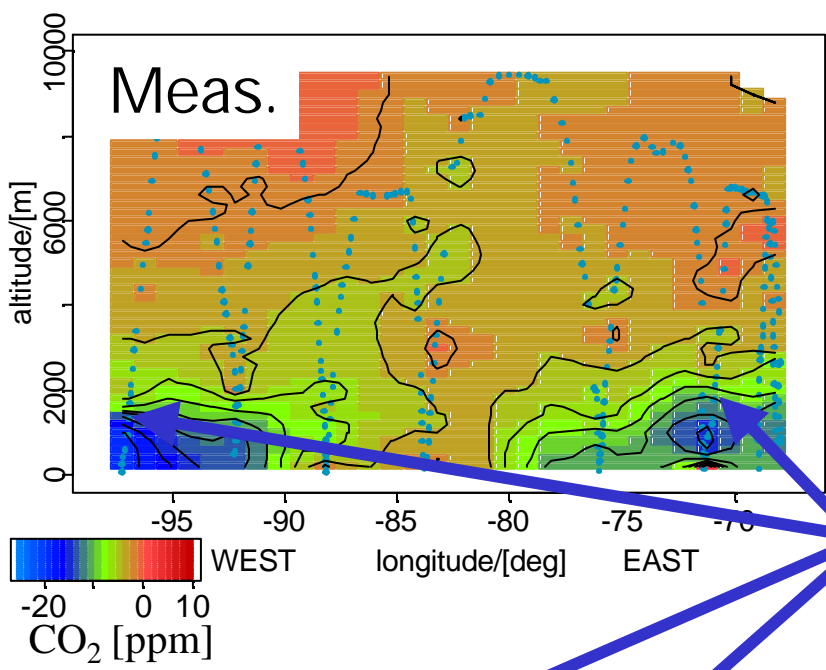 Meas.
altitude/[m]
10000
6000
2000
0
-95 -90 -85 -80 -75 -70
WEST longitude/[deg] EAST
-20 0 10
CO₂ [ppm]